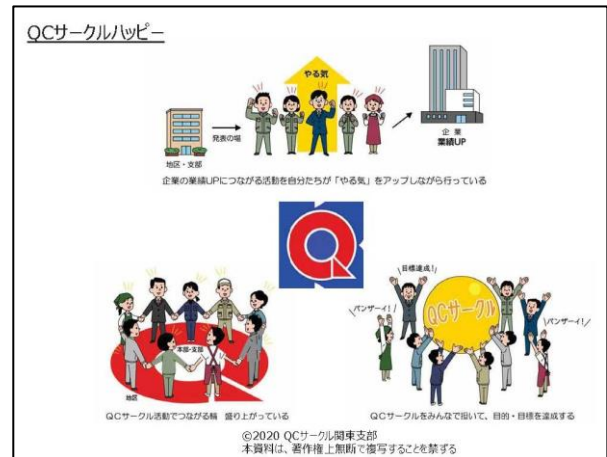 QCサークルハッピー
やる気
発表の場
地区・支部
企業
業績UP
企業の業績UPにつながる活動を自分たちが「やる気」をアップしながら行っている
目標達成!
バンザーイ!
QCサークル
バンザーイ!
本部・支部
地区
QCサークル活動でつながる輪 盛り上がっている
QCサークルをみんなで担いで、目的・目標を達成する
©2020 QCサークル関東支部
本資料は、著作権上無断で複写することを禁ずる